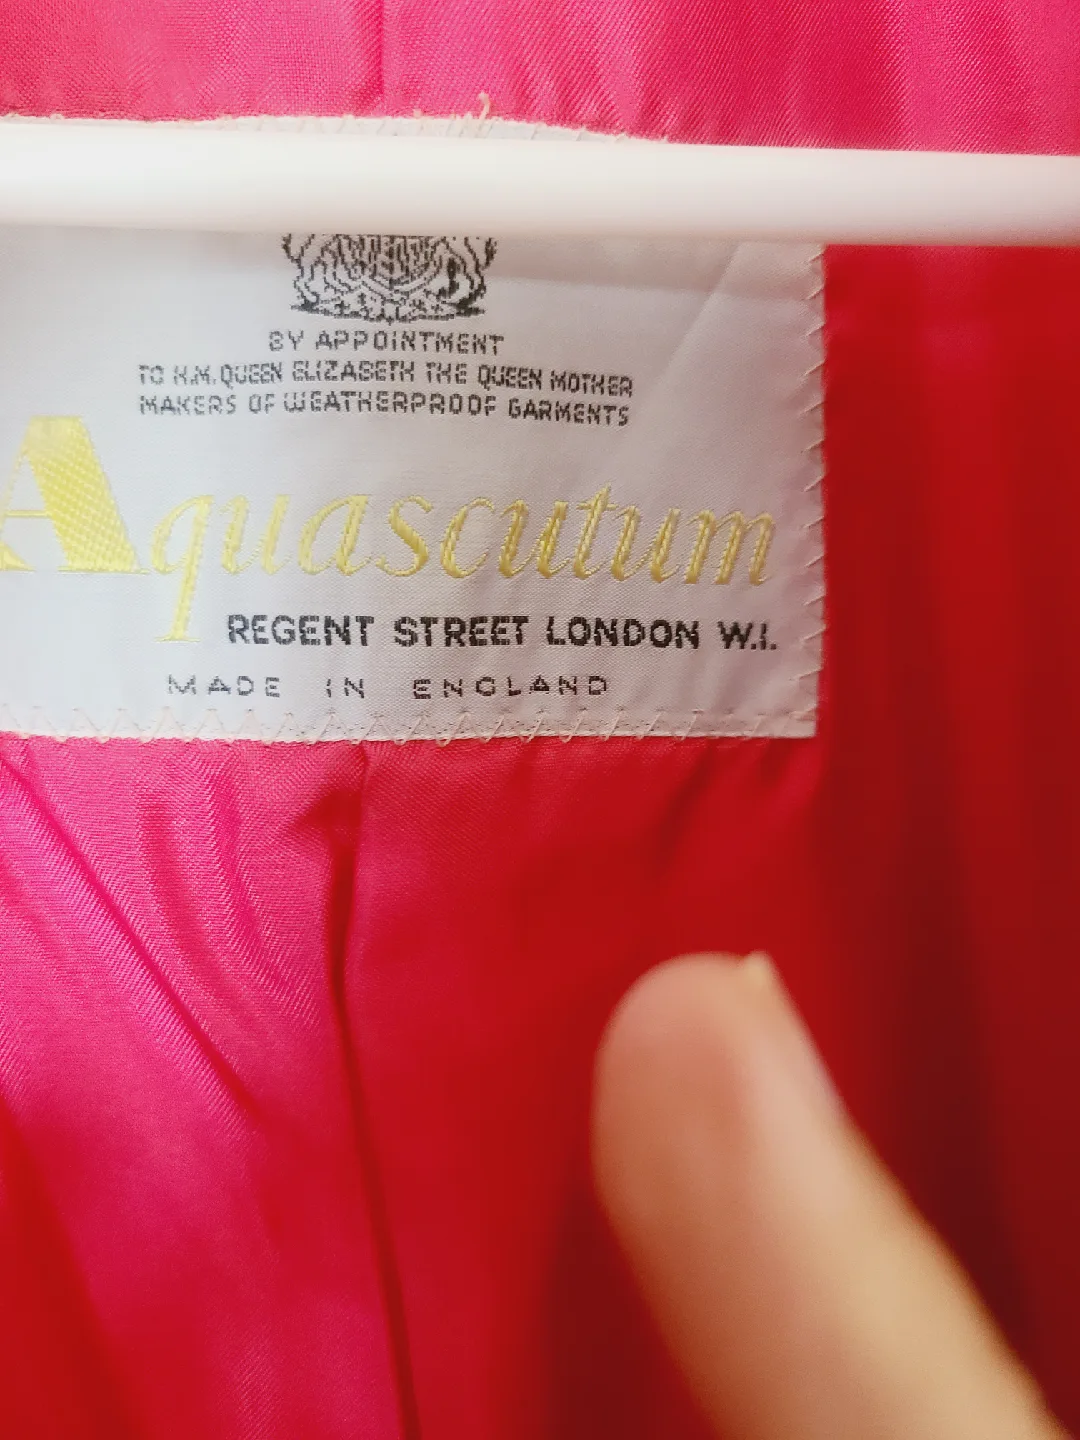 BY APPOINTMENT
TO H.M. QUEEN ELIZABETH THE QUEEN MOTHER
MAKERS OF WEATHERPROOF GARMENTS
Aquascutum
REGENT STREET LONDON W.I.
MADE IN ENGLAND